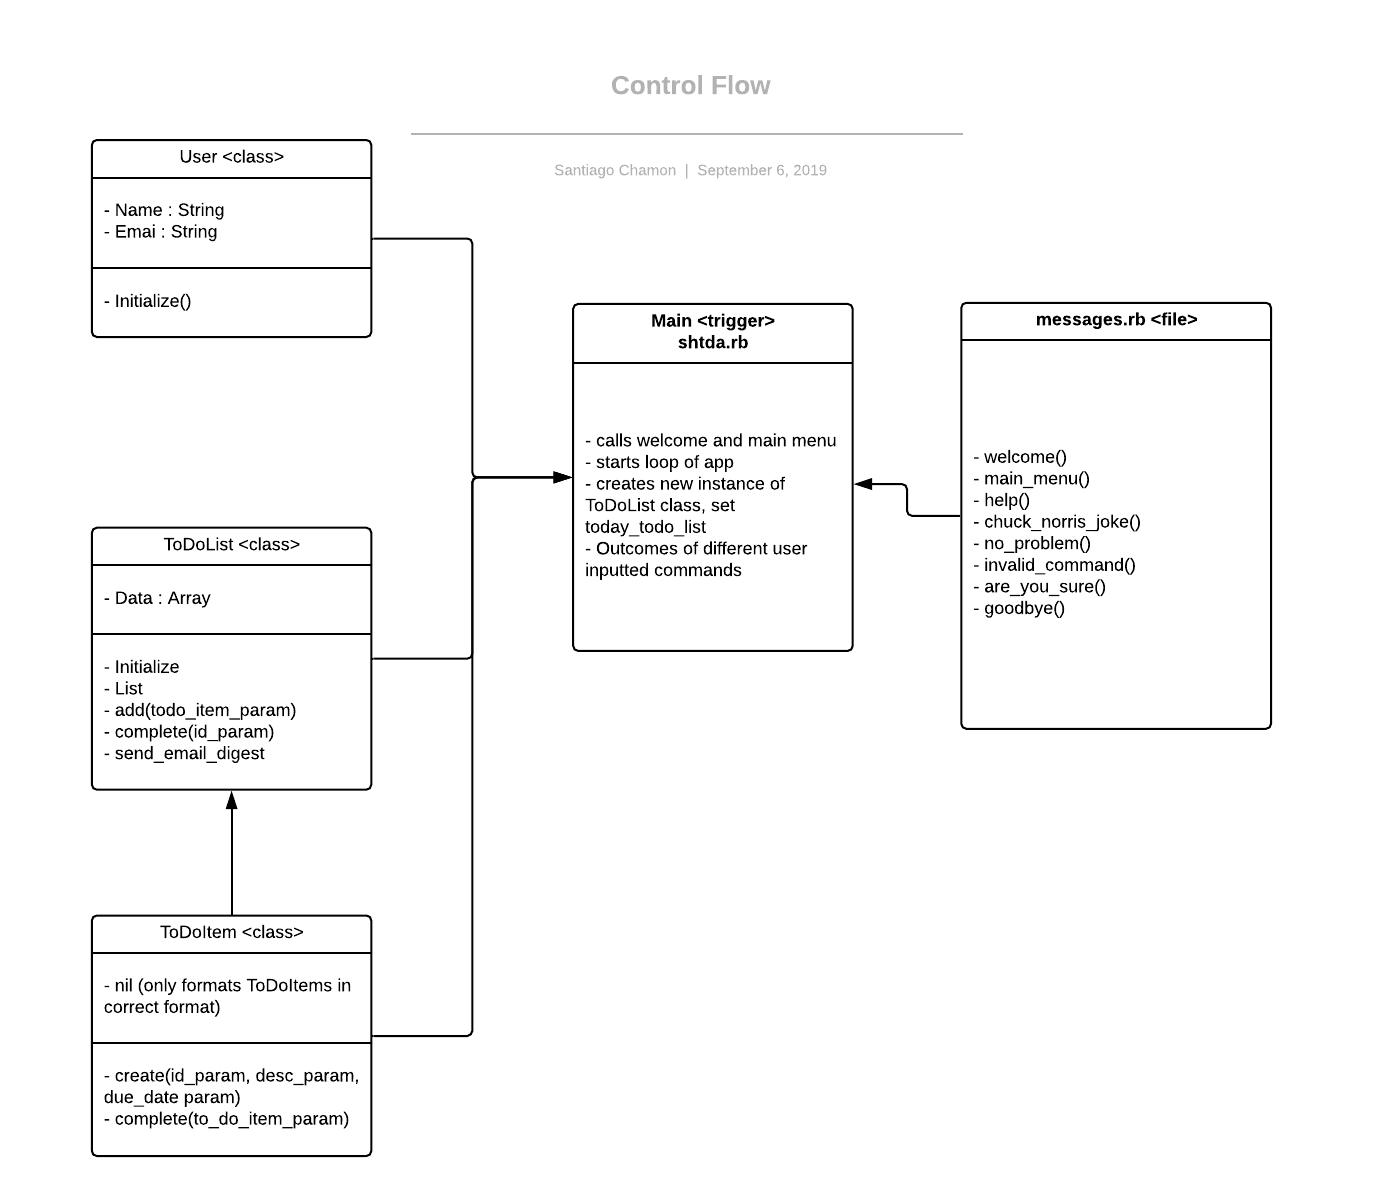 Control Flow
Santiago Chamon | September 6, 2019
User <class>
- Name : String
- Emai : String
- Initialize()
ToDoList <class>
- Data : Array
- Initialize
- List
- add(todo_item_param)
- complete(id_param)
- send_email_digest
ToDoItem <class>
- nil (only formats ToDoItems in
correct format)
- create(id_param, desc_param,
due_date param)
- complete(to_do_item_param)
Main <trigger>
shtda.rb
- calls welcome and main menu
- starts loop of app
- creates new instance of
ToDoList class, set
today_todo_list
- Outcomes of different user
inputted commands
messages.rb <file>
- welcome()
- main_menu()
- help()
- chuck_norris_joke()
- no_problem()
- invalid_command()
- are_you_sure()
- goodbye()